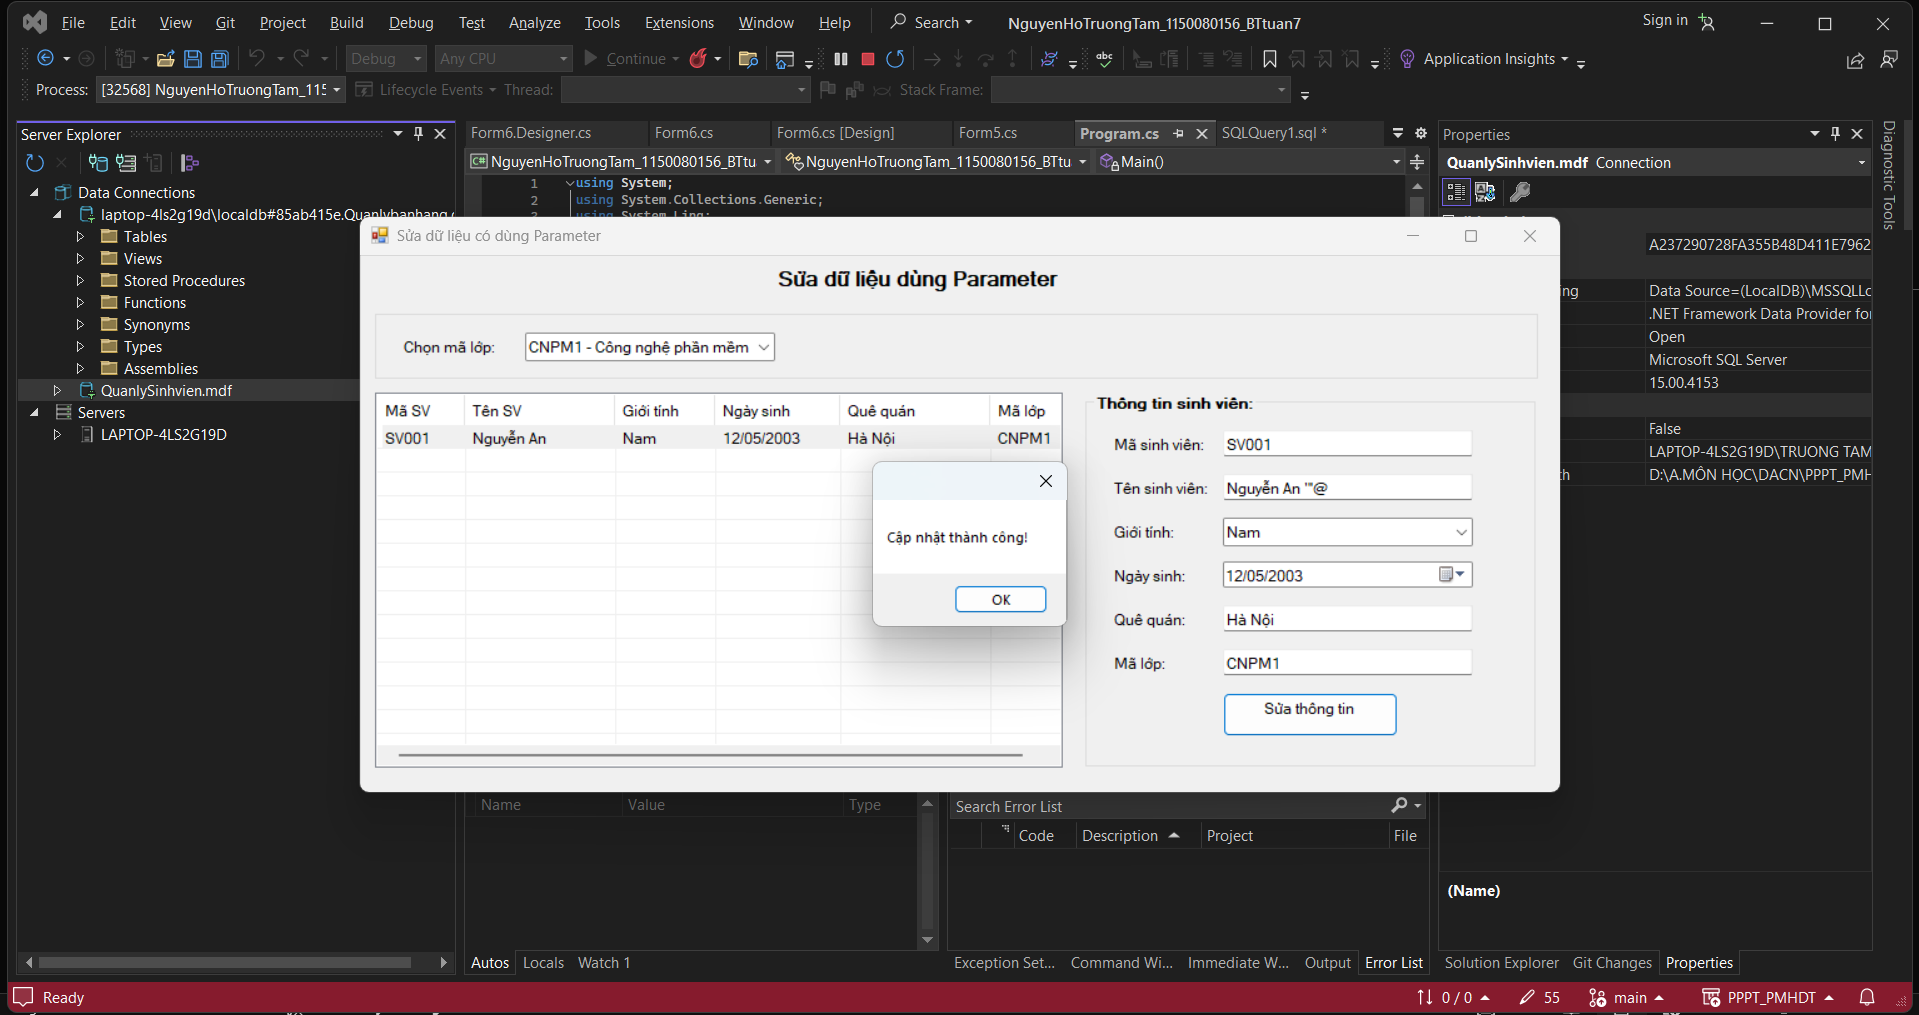 File Edit View Git Project Build Debug Test Analyze Tools Extensions Window Help Search NguyenHoTruongTam_1150080156_BTtuan7 Sign in
Debug Any CPU Continue Application Insights
Process: [32568] NguyenHoTruongTam_115 Lifecycle Events Thread: Stack Frame:
Server Explorer
Data Connections
laptop-4ls2g19d\localdb#85ab415e.Quanlybanhang.
Tables
Views
Stored Procedures
Functions
Synonyms
Types
Assemblies
QuanlySinhvien.mdf
Servers
LAPTOP-4LS2G19D
Form6.Designer.cs Form6.cs Form6.cs [Design] Form5.cs Program.cs SQLQuery1.sql *
NguyenHoTruongTam_1150080156_BTtu NguyenHoTruongTam_1150080156_BTtu Main()
1 using System;
2 using System.Collections.Generic;
using System.Linq;
Sửa dữ liệu có dùng Parameter
Sửa dữ liệu dùng Parameter
Chọn mã lớp: CNPM1 - Công nghệ phần mềm
Mã SV Tên SV Giới tính Ngày sinh Quê quán Mã lớp
SV001 Nguyễn An Nam 12/05/2003 Hà Nội CNPM1
Thông tin sinh viên:
Mã sinh viên: SV001
Tên sinh viên: Nguyễn An '"@
Giới tính: Nam
Ngày sinh: 12/05/2003
Quê quán: Hà Nội
Mã lớp: CNPM1
Sửa thông tin
Cập nhật thành công!
OK
Properties
QuanlySinhvien.mdf Connection
A237290728FA355B48D411E7962
ing Data Source=(LocalDB)\MSSQLLc
.NET Framework Data Provider for
Open
Microsoft SQL Server
15.00.4153
False
LAPTOP-4LS2G19D\TRUONG TAM
th D:\A.MÔN HỌC\DACN\PPPT_PMH
(Name)
Diagnostic Tools
Name Value Type
Autos Locals Watch 1
Search Error List
Code Description Project File
Exception Set... Command Wi... Immediate W... Output Error List
Solution Explorer Git Changes Properties
Ready 0 / 0 55 main PPPT_PMHDT